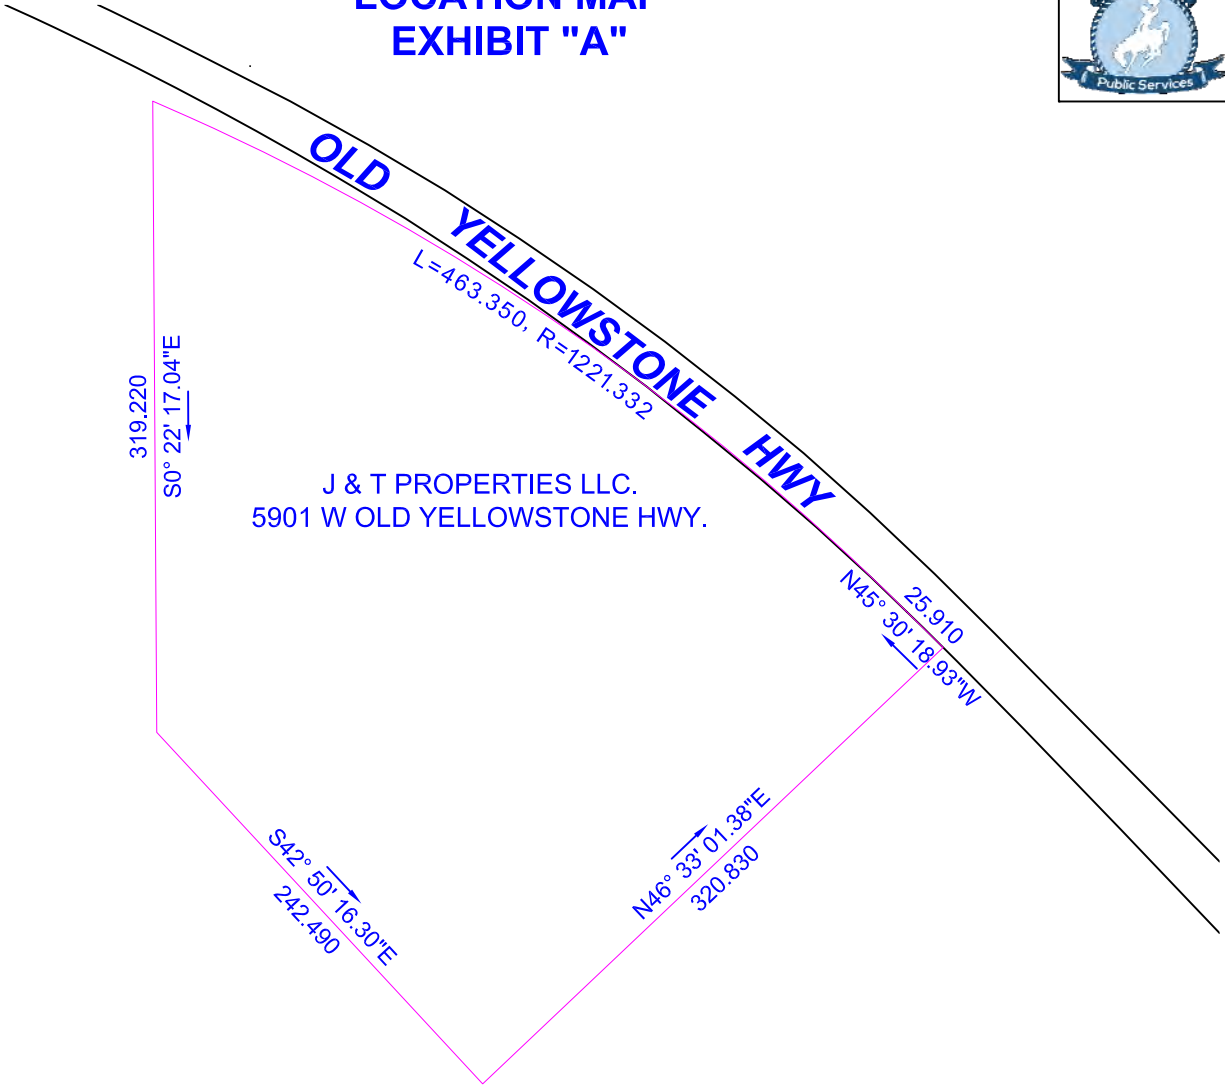 LOCATION MAP
EXHIBIT "A"
Public Services
OLD YELLOWSTONE HWY
L=463.350, R=1221.332
319.220
S0° 22' 17.04"E
J & T PROPERTIES LLC.
5901 W OLD YELLOWSTONE HWY.
25.910
N45° 30' 18.93"W
S42° 50' 16.30"E
242.490
N46° 33' 01.38"E
320.830